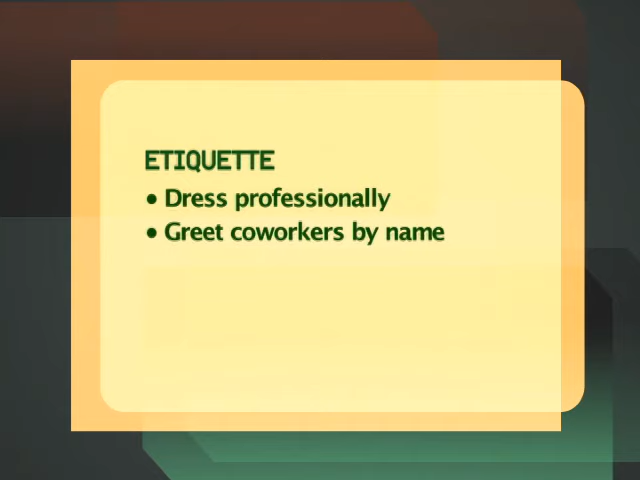 ETIQUETTE
• Dress professionally
• Greet coworkers by name